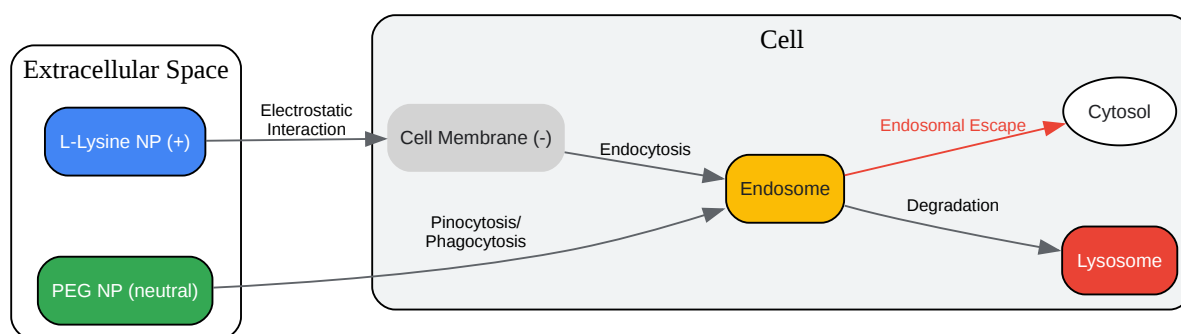 Extracellular Space
L-Lysine NP (+)
PEG NP (neutral)
Electrostatic
Interaction
Pinocytosis/
Phagocytosis
Cell
Cell Membrane (-)
Endocytosis
Endosome
Endosomal Escape
Degradation
Cytosol
Lysosome